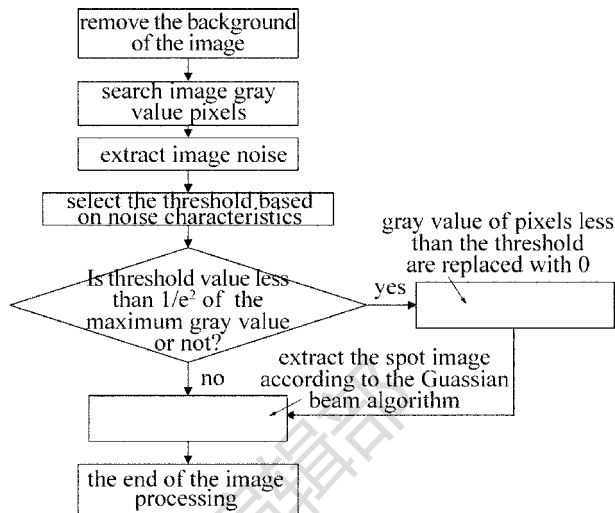 remove the background
of the image
search image gray
value pixels
extract image noise
select the threshold based
on noise characteristics
gray value of pixels less
than the threshold
are replaced with 0
Is threshold value less
than 1/e² of the
maximum gray value
or not?
yes
extract the spot image
according to the Guassian
beam algorithm
no
the end of the image
processing
辑部